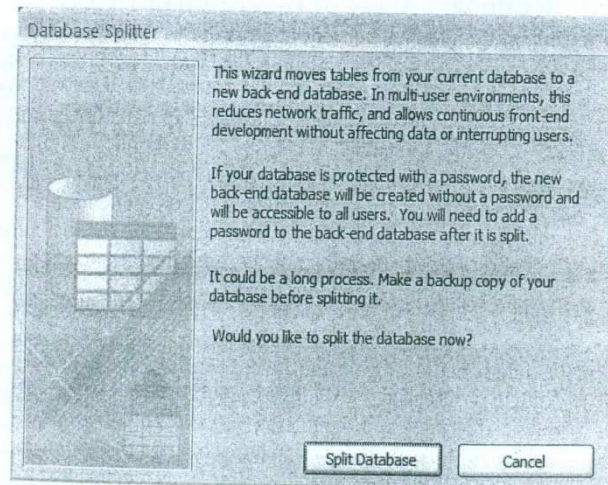 Database Splitter
This wizard moves tables from your current database to a
new back-end database. In multi-user environments, this
reduces network traffic, and allows continuous front-end
development without affecting data or interrupting users.
If your database is protected with a password, the new
back-end database will be created without a password and
will be accessible to all users. You will need to add a
password to the back-end database after it is split.
It could be a long process. Make a backup copy of your
database before splitting it.
Would you like to split the database now?
Split Database
Cancel